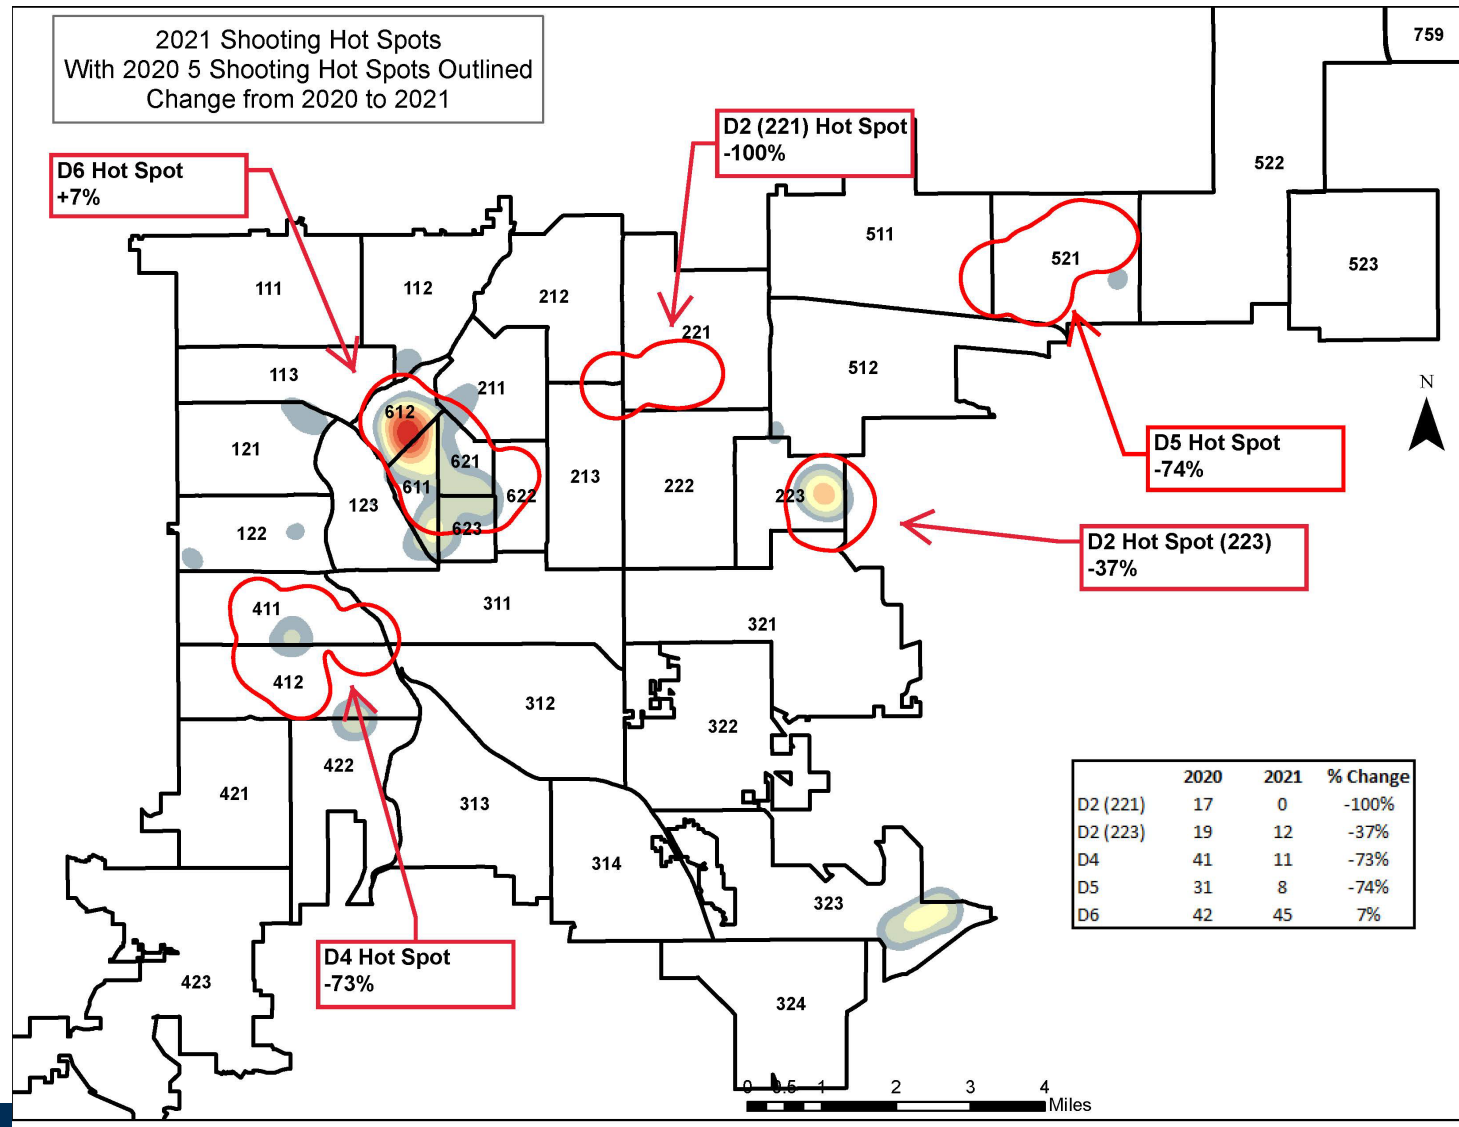 2021 Shooting Hot Spots
With 2020 5 Shooting Hot Spots Outlined
Change from 2020 to 2021
759
D2 (221) Hot Spot
-100%
D6 Hot Spot
+7%
522
511
521
523
111
112
212
221
512
113
211
612
N
D5 Hot Spot
-74%
121
621
213
222
223
611
622
123
122
623
D2 Hot Spot (223)
-37%
411
311
321
412
312
322
422
421
313
314
323
2020 2021 % Change
D2 (221) 17 0 -100%
D2 (223) 19 12 -37%
D4 41 11 -73%
D5 31 8 -74%
D6 42 45 7%
D4 Hot Spot
-73%
423
324
0 0.5 1 2 3 4
Miles